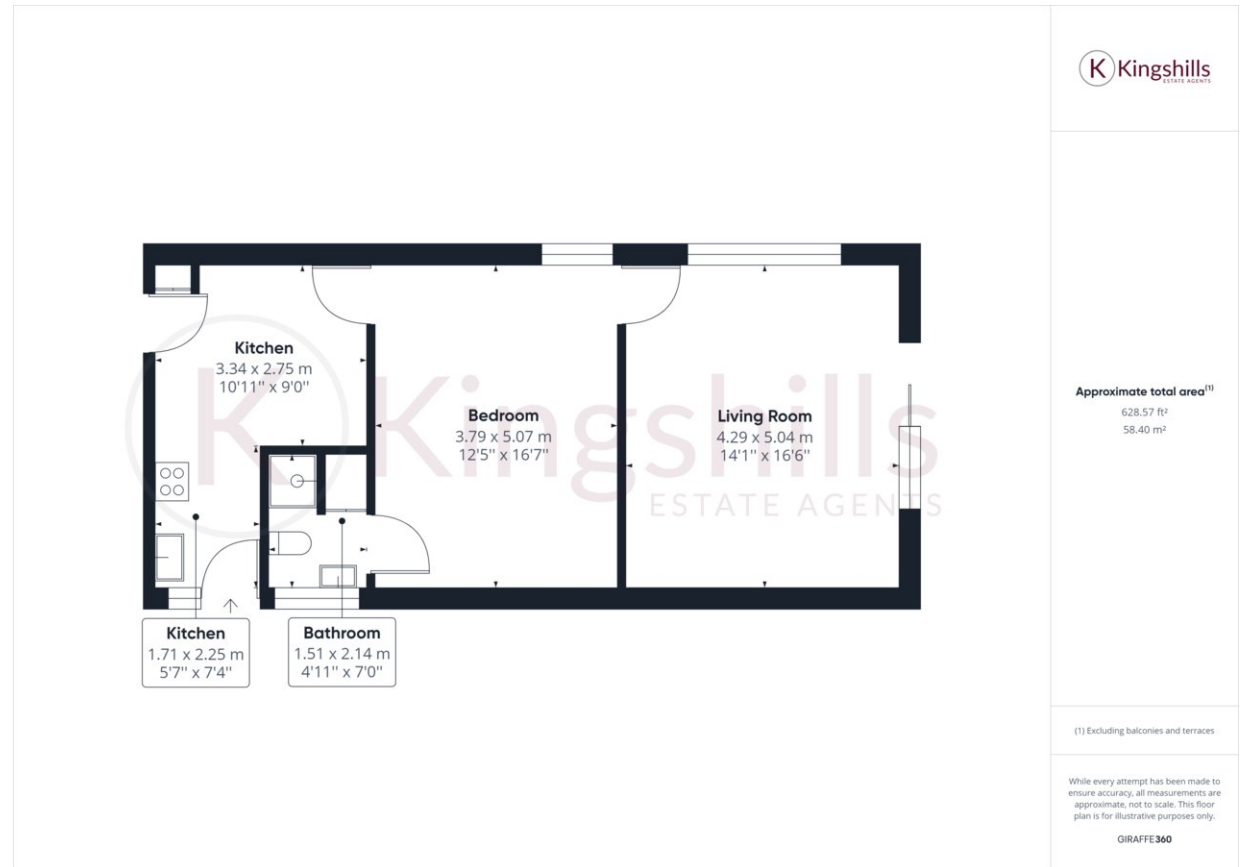 Kitchen
3.34 x 2.75 m
10'11" x 9'0"
Bedroom
3.79 x 5.07 m
12'5" x 16'7"
Living Room
4.29 x 5.04 m
14'1" x 16'6"
K Kingshills
ESTATE AGENTS
Kitchen
1.71 x 2.25 m
5'7" x 7'4"
Bathroom
1.51 x 2.14 m
4'11" x 7'0"
K Kingshills
ESTATE AGENTS
Approximate total area(1)
628.57 ft²
58.40 m²
(1) Excluding balconies and terraces
While every attempt has been made to
ensure accuracy, all measurements are
approximate, not to scale. This floor
plan is for illustrative purposes only.
GIRAFFE360